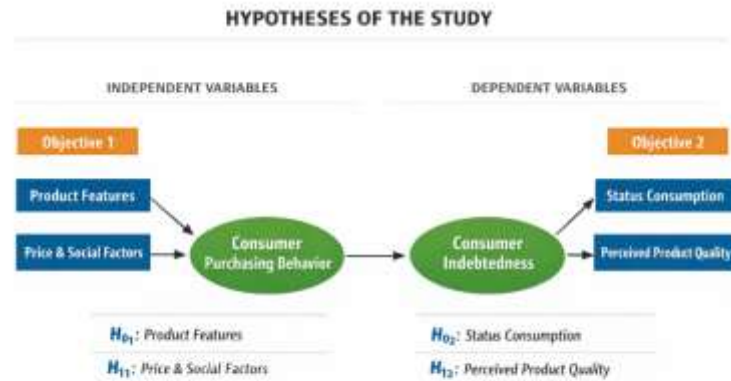 HYPOTHESES OF THE STUDY
INDEPENDENT VARIABLES
DEPENDENT VARIABLES
Objective 1
Objective 2
Product Features
Status Consumption
Price & Social Factors
Consumer
Purchasing Behavior
Consumer
Indebtedness
Perceived Product Quality
H01: Product Features
H02: Status Consumption
H11: Price & Social Factors
H12: Perceived Product Quality